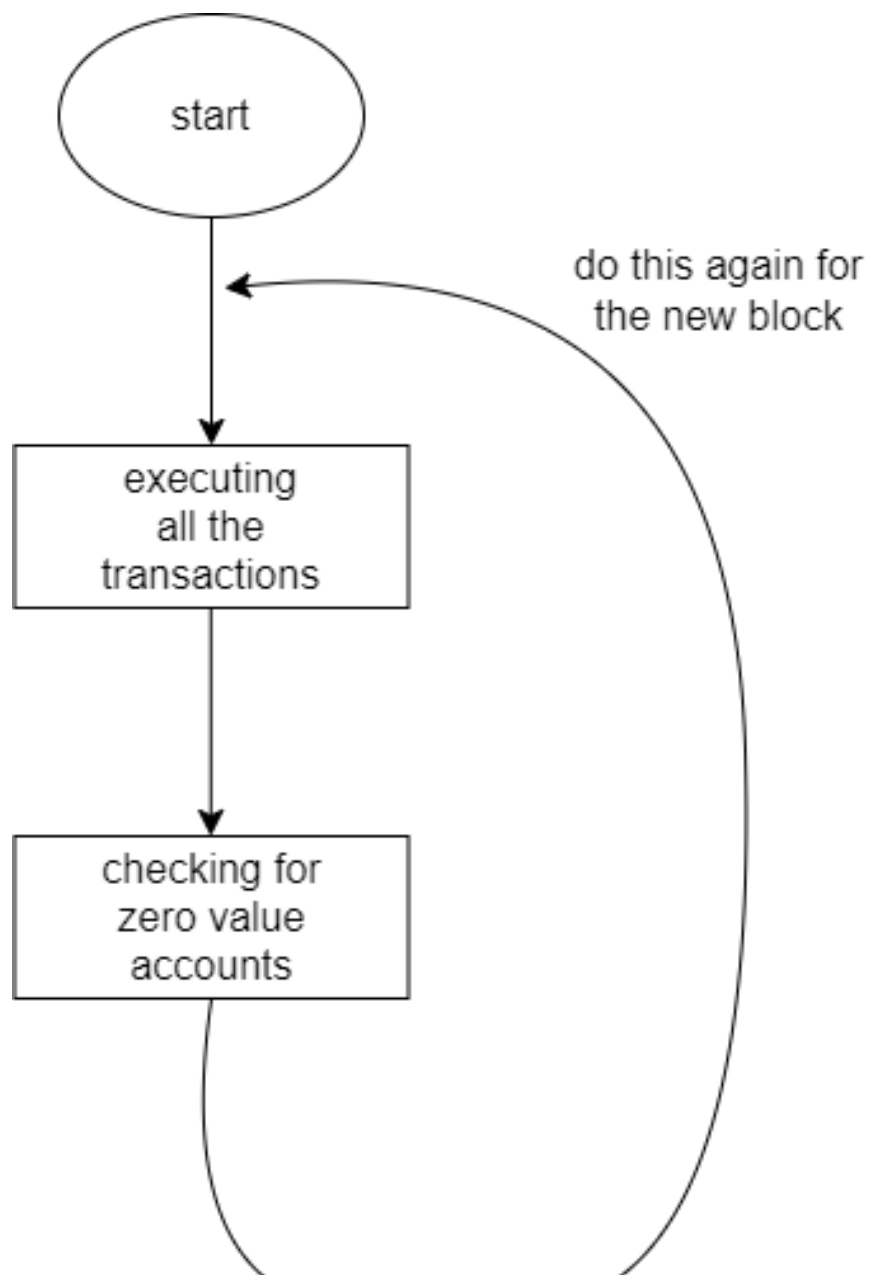 start
do this again for
the new block
executing
all the
transactions
checking for
zero value
accounts